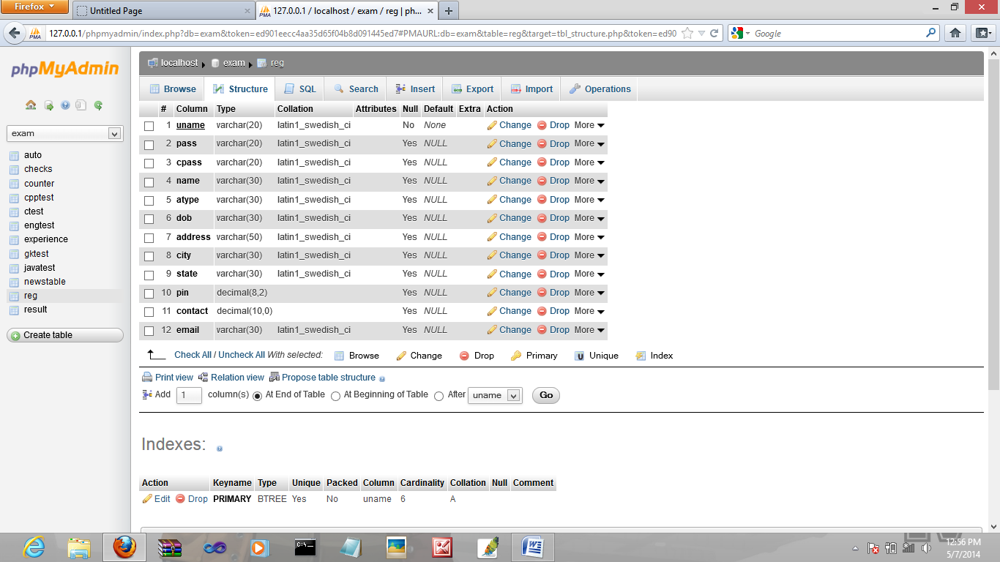 Firefox
Untitled Page
127.0.0.1 / localhost / exam / reg | ph...
127.0.0.1/phpmyadmin/index.php?db=exam&token=ed901eecc4aa35d65f04b8d091445ed7#PMAURL:db=exam&table=reg&target=tbl_structure.php&token=ed90
Google
phpMyAdmin
exam
auto
checks
counter
cpptest
ctest
engtest
experience
gktest
javatest
newstable
reg
result
Create table
localhost exam reg
Browse Structure SQL Search Insert Export Import Operations
# Column Type Collation Attributes Null Default Extra Action
1 uname varchar(20) latin1_swedish_ci No None Change Drop More
2 pass varchar(20) latin1_swedish_ci Yes NULL Change Drop More
3 cpass varchar(20) latin1_swedish_ci Yes NULL Change Drop More
4 name varchar(30) latin1_swedish_ci Yes NULL Change Drop More
5 atype varchar(30) latin1_swedish_ci Yes NULL Change Drop More
6 dob varchar(30) latin1_swedish_ci Yes NULL Change Drop More
7 address varchar(50) latin1_swedish_ci Yes NULL Change Drop More
8 city varchar(30) latin1_swedish_ci Yes NULL Change Drop More
9 state varchar(30) latin1_swedish_ci Yes NULL Change Drop More
10 pin decimal(8,2) Yes NULL Change Drop More
11 contact decimal(10,0) Yes NULL Change Drop More
12 email varchar(30) latin1_swedish_ci Yes NULL Change Drop More
Check All / Uncheck All With selected: Browse Change Drop Primary Unique Index
Print view Relation view Propose table structure
Add 1 column(s) At End of Table At Beginning of Table After uname Go
Indexes:
Action Keyname Type Unique Packed Column Cardinality Collation Null Comment
Edit Drop PRIMARY BTREE Yes No uname 6 A
12:56 PM
5/7/2014